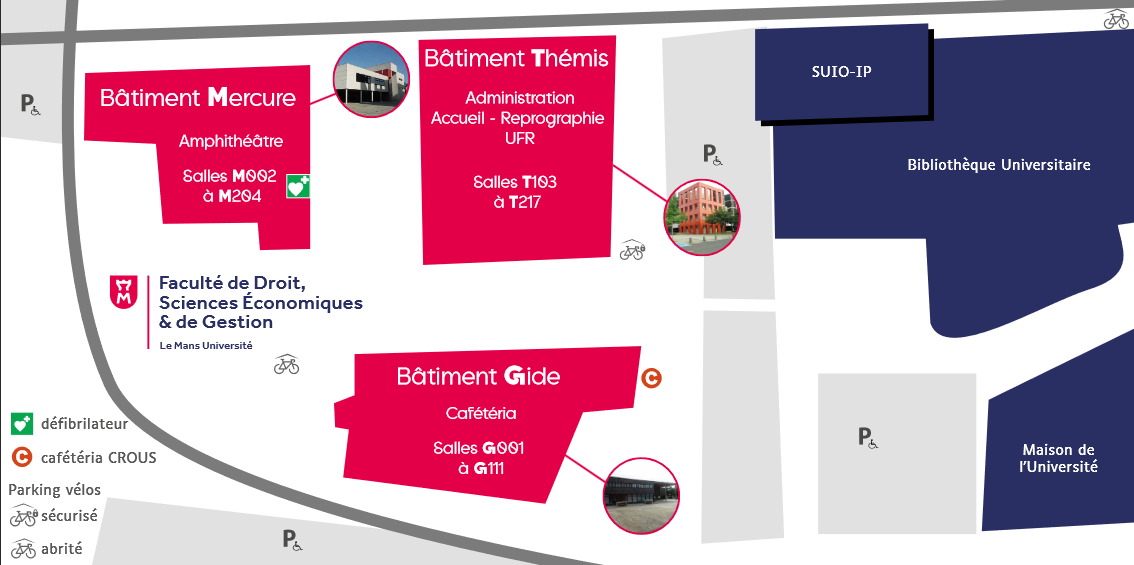 Bâtiment Mercure
Amphithéâtre
Salles M002
à M204
Bâtiment Thémis
Administration
Accueil - Reprographie
UFR
Salles T103
à T217
SUIO-IP
Bibliothèque Universitaire
P
P
M
Faculté de Droit,
Sciences Économiques
& de Gestion
Le Mans Université
Bâtiment Gide
Cafétéria
Salles G001
à G111
C
P
Maison de
l'Université
défibrilateur
C cafétéria CROUS
Parking vélos
sécurisé
abrité
P